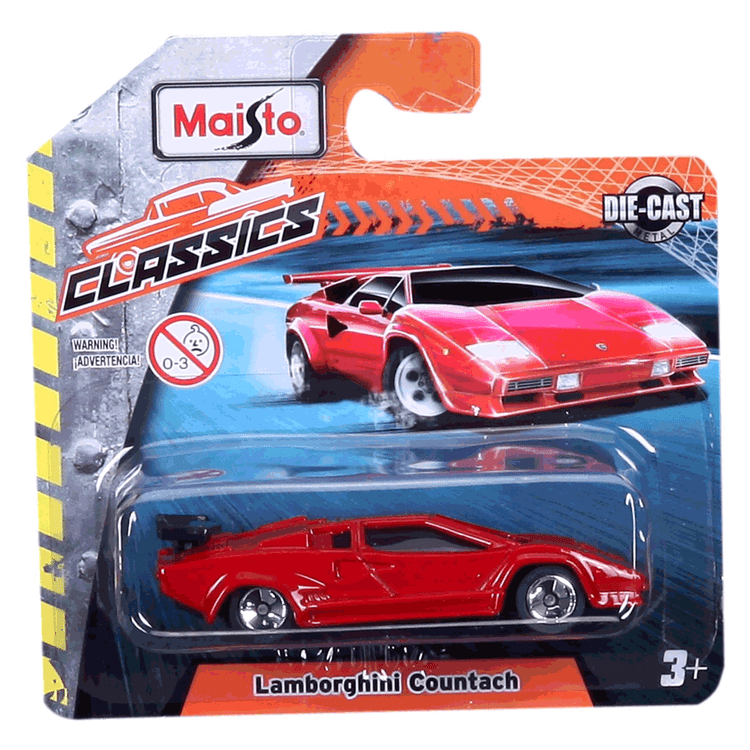 Maisto
CLASSICS
DIE-CAST
METAL
WARNING!
¡ADVERTENCIA!
0-3
Lamborghini Countach
3+